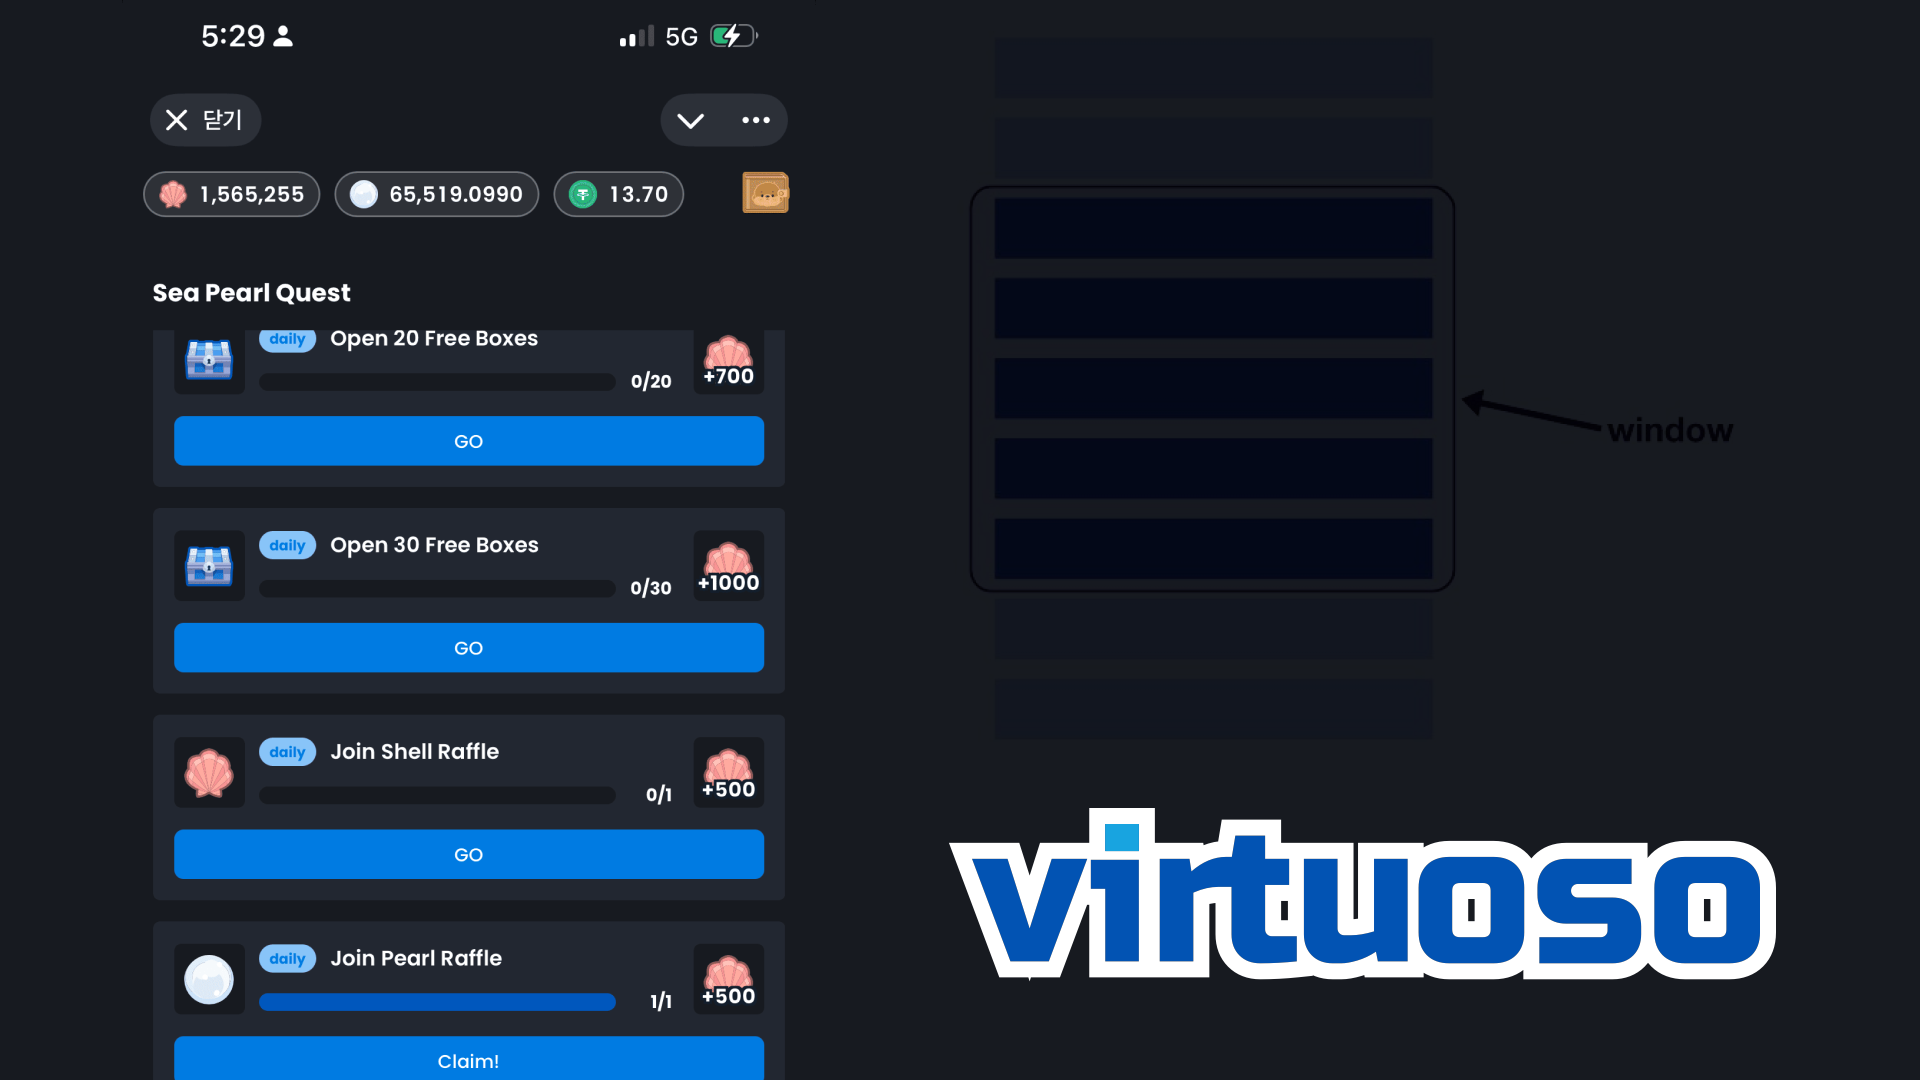 5:29
5G
닫기
1,565,255
65,519.0990
13.70
Sea Pearl Quest
daily Open 20 Free Boxes
0/20
+700
GO
daily Open 30 Free Boxes
0/30
+1000
GO
daily Join Shell Raffle
0/1
+500
GO
daily Join Pearl Raffle
1/1
+500
Claim!
window
virtuoso